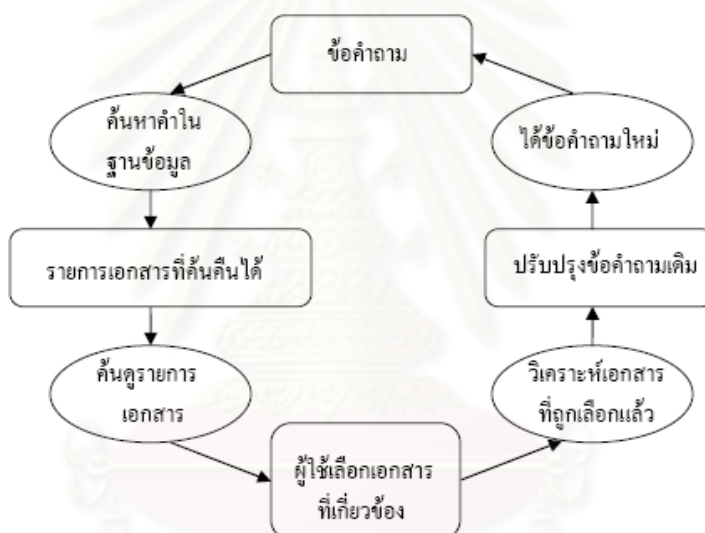 ข้อคำถาม
ค้นหาคำใน
ฐานข้อมูล
ได้ข้อคำถามใหม่
รายการเอกสารที่ค้นคืนได้
ปรับปรุงข้อคำถามเดิม
ค้นดูรายการ
เอกสาร
วิเคราะห์เอกสาร
ที่ถูกเลือกแล้ว
ผู้ใช้เลือกเอกสาร
ที่เกี่ยวข้อง